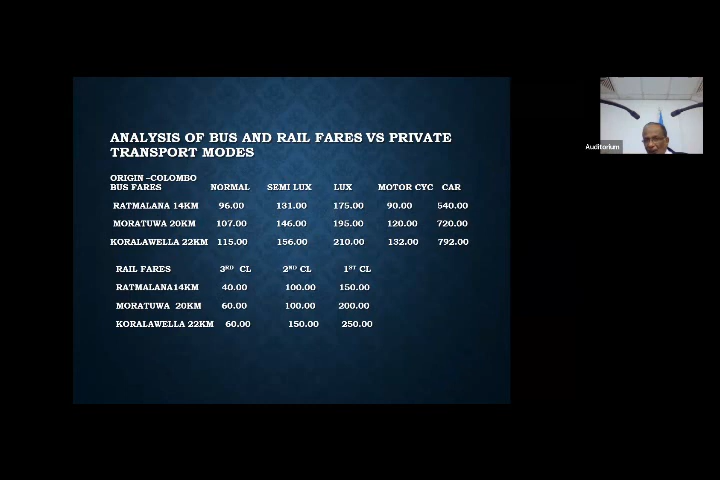 ANALYSIS OF BUS AND RAIL FARES VS PRIVATE
TRANSPORT MODES
ORIGIN –COLOMBO
BUS FARES NORMAL SEMI LUX LUX MOTOR CYC CAR
RATMALANA 14KM 96.00 131.00 175.00 90.00 540.00
MORATUWA 20KM 107.00 146.00 195.00 120.00 720.00
KORALAWELLA 22KM 115.00 156.00 210.00 132.00 792.00
RAIL FARES 3RD CL 2ND CL 1ST CL
RATMALANA14KM 40.00 100.00 150.00
MORATUWA 20KM 60.00 100.00 200.00
KORALAWELLA 22KM 60.00 150.00 250.00
Auditorium